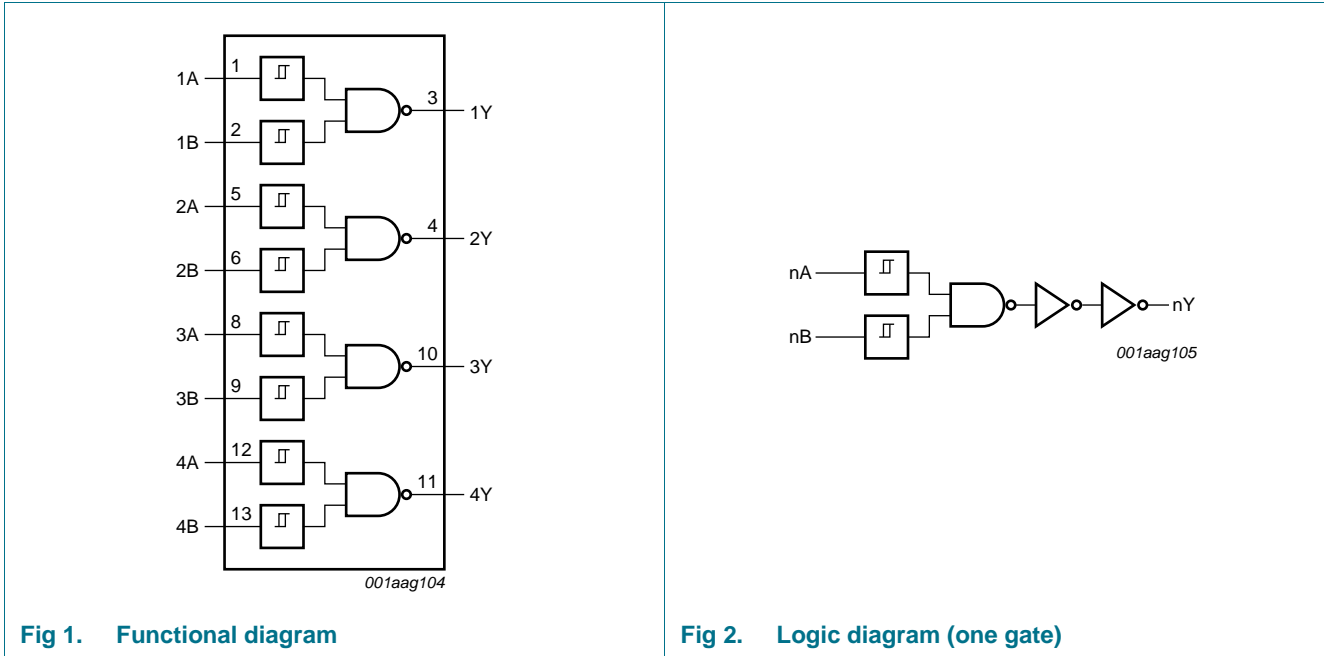 1A 1
3 1Y
1B 2
2A 5
4 2Y
2B 6
3A 8
10 3Y
3B 9
4A 12
11 4Y
4B 13
001aag104
Fig 1. Functional diagram
nA
nY
nB
001aag105
Fig 2. Logic diagram (one gate)